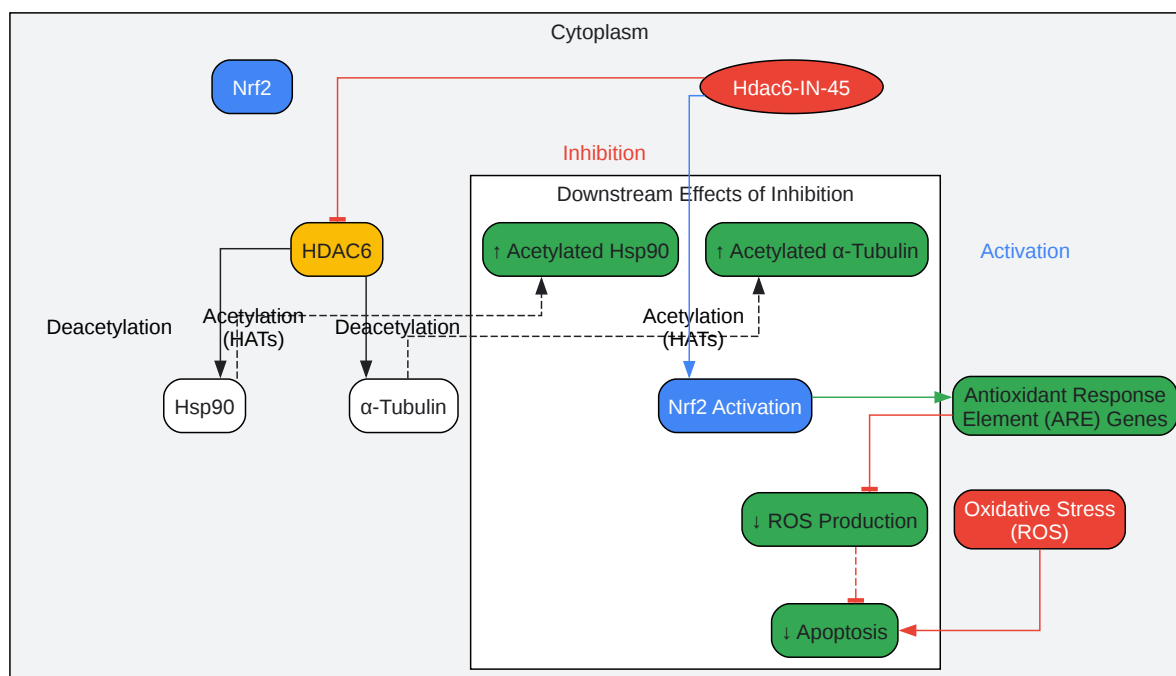 Cytoplasm
Nrf2
Hdac6-IN-45
Inhibition
Downstream Effects of Inhibition
HDAC6
↑ Acetylated Hsp90
↑ Acetylated α-Tubulin
Activation
Deacetylation
Acetylation
(HATs)
Deacetylation
Acetylation
(HATs)
Hsp90
α-Tubulin
Nrf2 Activation
Antioxidant Response
Element (ARE) Genes
↓ ROS Production
Oxidative Stress
(ROS)
↓ Apoptosis